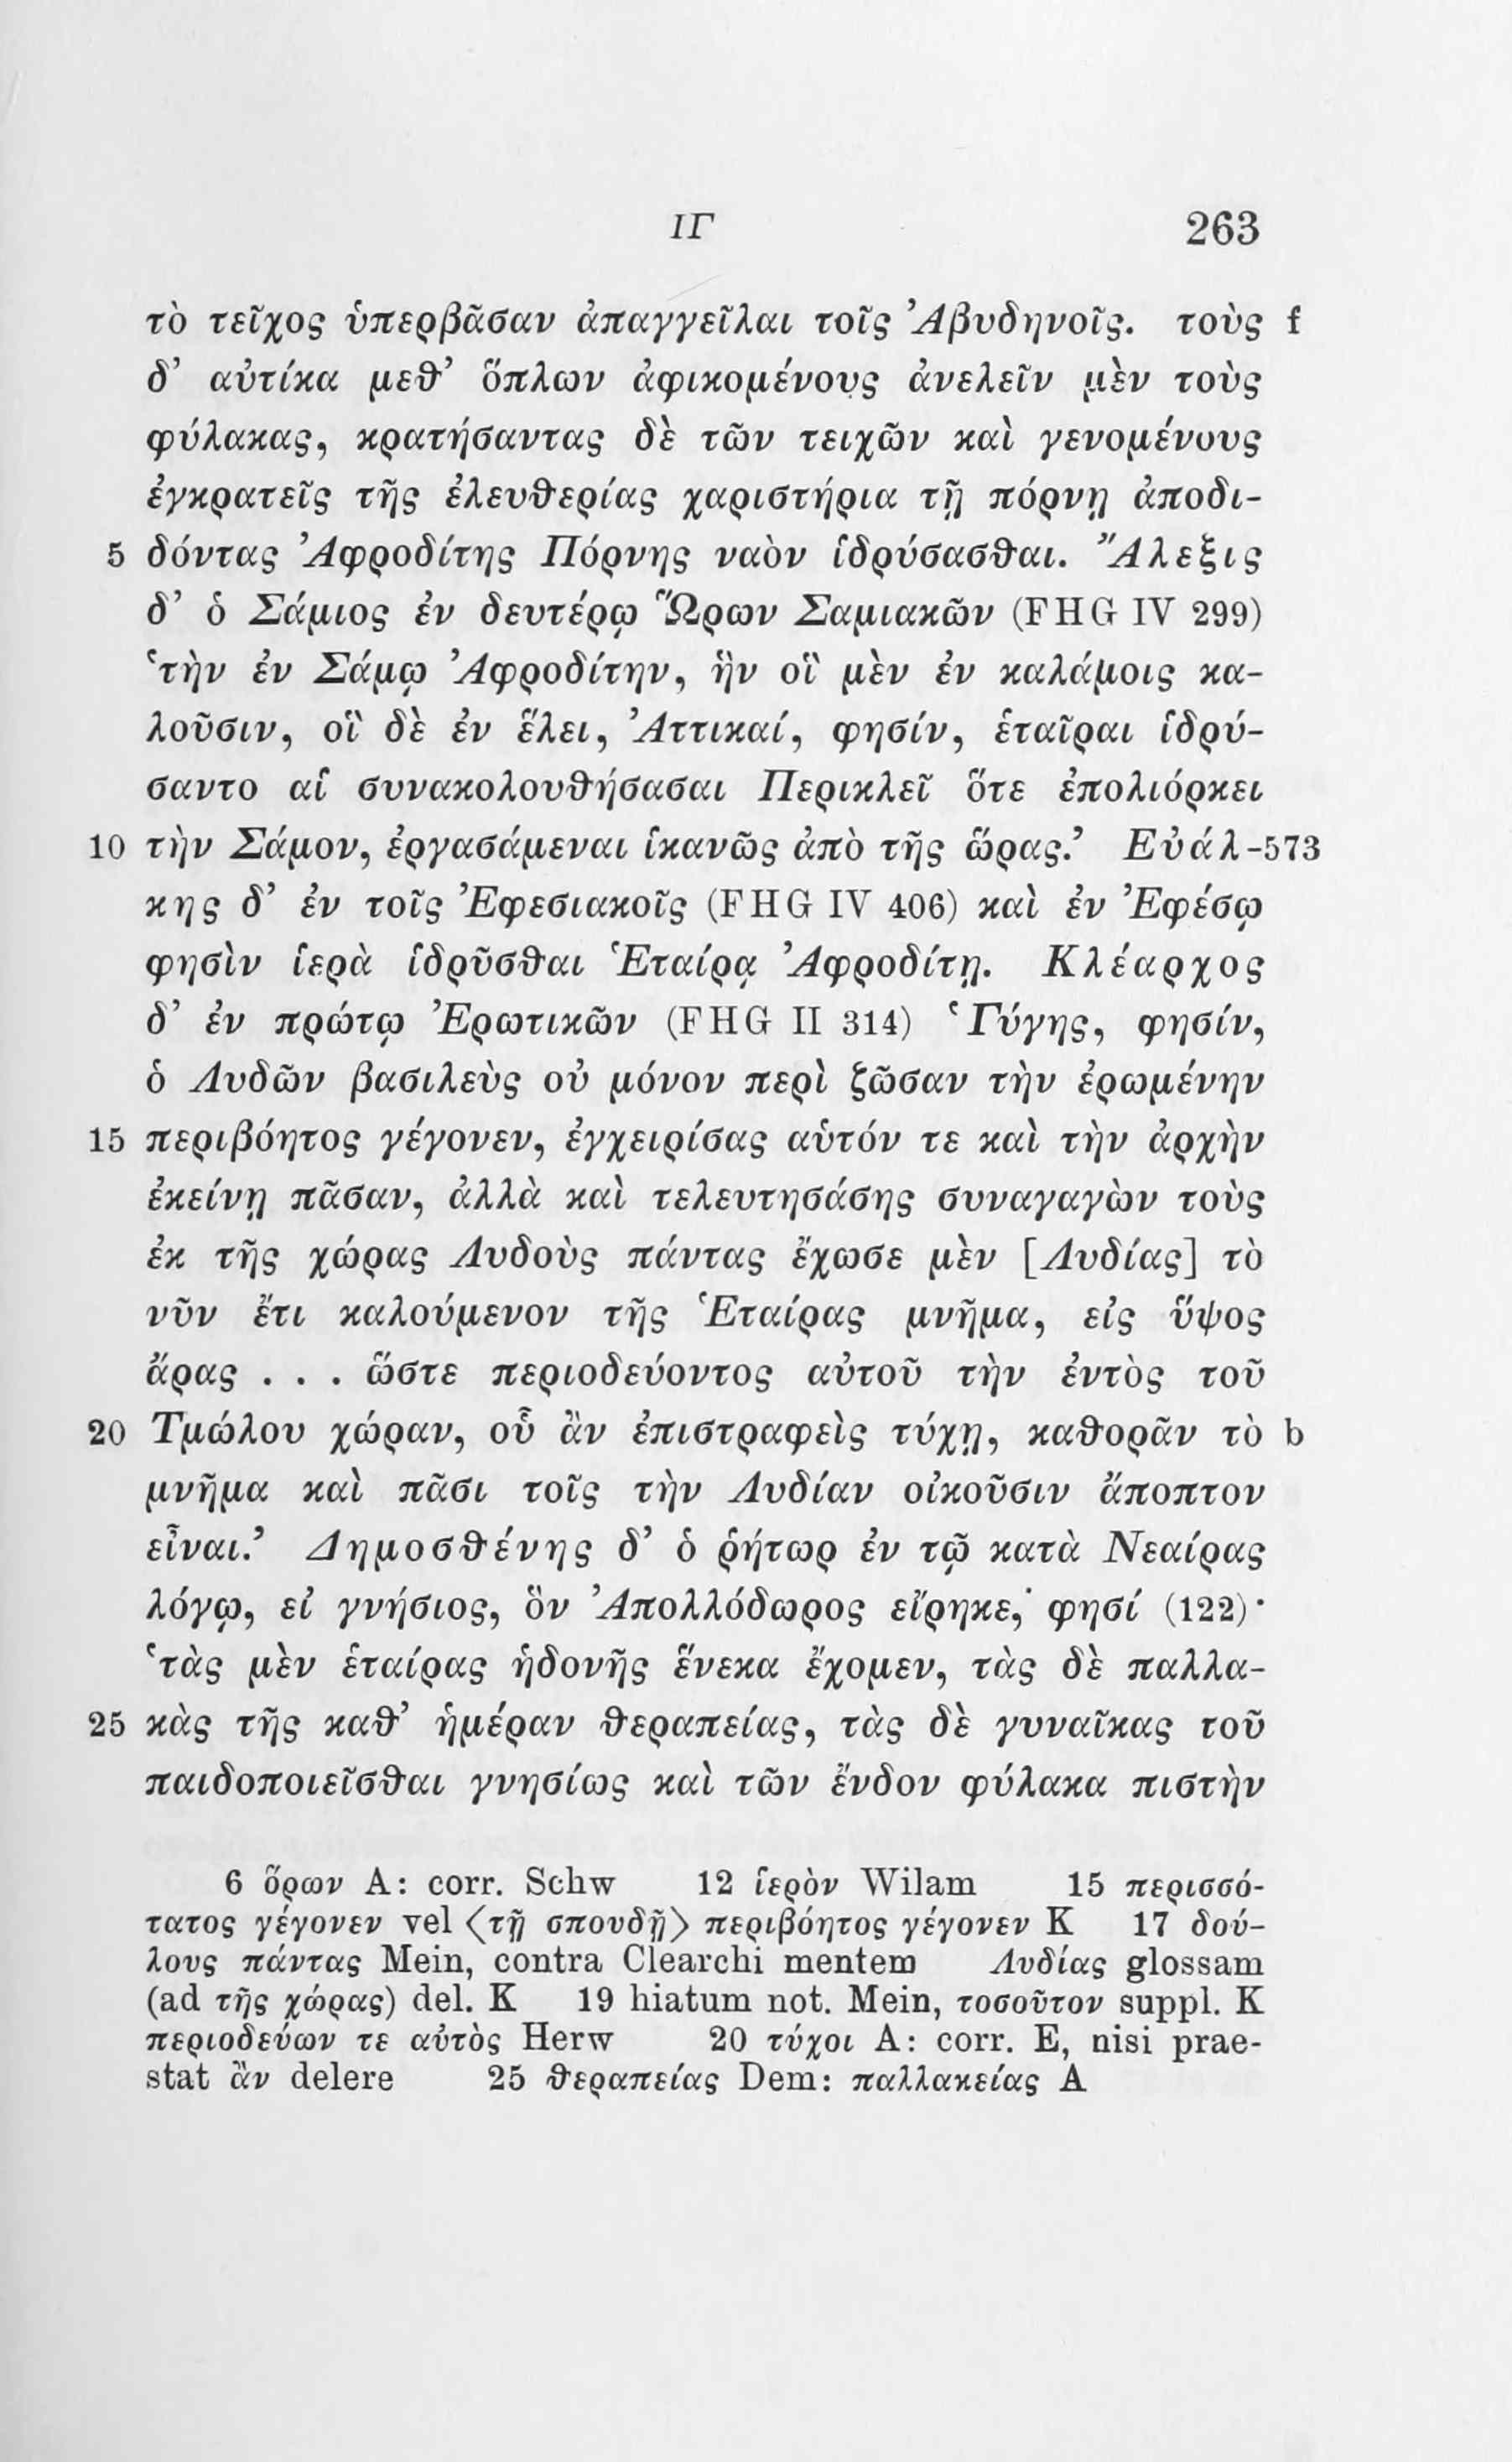 ΙΓ 263
τὸ τεῖχος ὑπερβᾶσαν ἀπαγγεῖλαι τοῖς Ἀβυδηνοῖς. τοὺς f
δ’ αὐτίκα μεθ’ ὅπλων ἀφικομένους ἀνελεῖν μὲν τοὺς
φύλακας, κρατήσαντας δὲ τῶν τειχῶν καὶ γενομένους
ἐγκρατεῖς τῆς ἐλευθερίας χαριστήρια τῇ πόρνῃ ἀποδι-
5 δόντας Ἀφροδίτης Πόρνης ναὸν ἱδρύσασθαι. Ἄλεξις
δ’ ὁ Σάμιος ἐν δευτέρῳ Ὥρων Σαμιακῶν (FHG IV 299)
‘τὴν ἐν Σάμῳ Ἀφροδίτην, ἣν οἳ μὲν ἐν καλάμοις κα-
λοῦσιν, οἳ δὲ ἐν ἕλει, Ἀττικαί, φησίν, ἑταῖραι ἱδρύ-
σαντο αἱ συνακολουθήσασαι Περικλεῖ ὅτε ἐπολιόρκει
10 τὴν Σάμον, ἐργασάμεναι ἱκανῶς ἀπὸ τῆς ὥρας.’ Εὐάλ- 573
κης δ’ ἐν τοῖς Ἐφεσιακοῖς (FHG IV 406) καὶ ἐν Ἐφέσῳ
φησὶν ἱερὰ ἱδρῦσθαι Ἑταίρᾳ Ἀφροδίτῃ. Κλέαρχος
δ’ ἐν πρώτῳ Ἐρωτικῶν (FHG II 314) ‘Γύγης, φησίν,
ὁ Λυδῶν βασιλεὺς οὐ μόνον περὶ ζῶσαν τὴν ἐρωμένην
15 περιβόητος γέγονεν, ἐγχειρίσας αὑτόν τε καὶ τὴν ἀρχὴν
ἐκείνῃ πᾶσαν, ἀλλὰ καὶ τελευτησάσης συναγαγὼν τοὺς
ἐκ τῆς χώρας Λυδοὺς πάντας ἔχωσε μὲν [Λυδίας] τὸ
νῦν ἔτι καλούμενον τῆς Ἑταίρας μνῆμα, εἰς ὕψος
ἄρας . . . ὥστε περιοδεύοντος αὐτοῦ τὴν ἐντὸς τοῦ
20 Τμώλου χώραν, οὗ ἂν ἐπιστραφεὶς τύχῃ, καθορᾶν τὸ b
μνῆμα καὶ πᾶσι τοῖς τὴν Λυδίαν οἰκοῦσιν ἄποπτον
εἶναι.’ Δημοσθένης δ’ ὁ ῥήτωρ ἐν τῷ κατὰ Νεαίρας
λόγῳ, εἰ γνήσιος, ὃν Ἀπολλόδωρος εἴρηκε, φησί (122)·
‘τὰς μὲν ἑταίρας ἡδονῆς ἕνεκα ἔχομεν, τὰς δὲ παλλα-
25 κὰς τῆς καθ’ ἡμέραν θεραπείας, τὰς δὲ γυναῖκας τοῦ
παιδοποιεῖσθαι γνησίως καὶ τῶν ἔνδον φύλακα πιστὴν
6 ὅρων A: corr. Schw 12 ἱερὸν Wilam 15 περισσό-
τατος γέγονεν vel ⟨τῇ σπουδῇ⟩ περιβόητος γέγονεν K 17 δού-
λους πάντας Mein, contra Clearchi mentem Λυδίας glossam
(ad τῆς χώρας) del. K 19 hiatum not. Mein, τοσοῦτον suppl. K
περιοδεύων τε αὐτὸς Herw 20 τύχοι A: corr. E, nisi prae-
stat ἂν delere 25 θεραπείας Dem: παλλακείας A